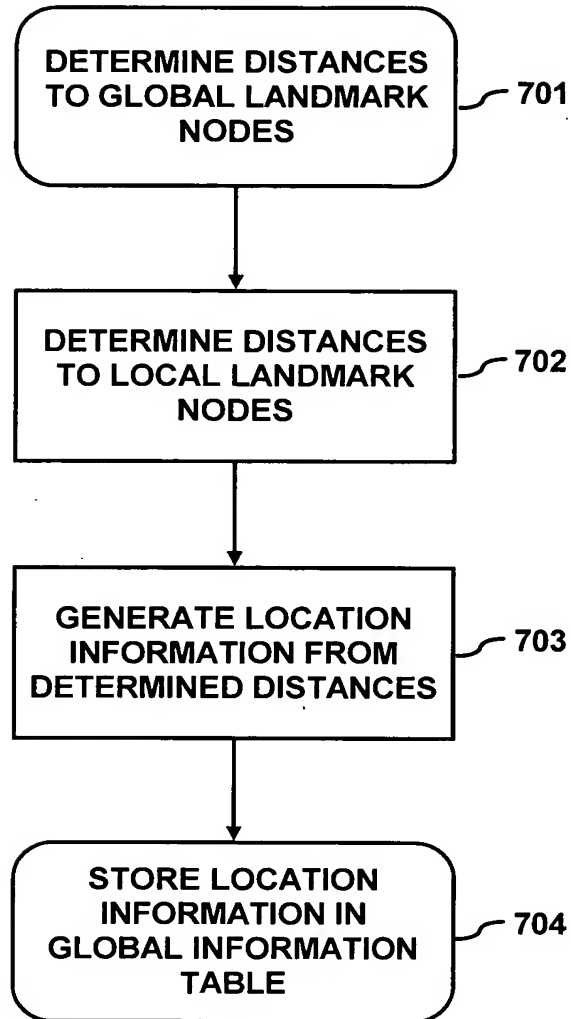 DETERMINE DISTANCES
TO GLOBAL LANDMARK
NODES
701
DETERMINE DISTANCES
TO LOCAL LANDMARK
NODES
702
GENERATE LOCATION
INFORMATION FROM
DETERMINED DISTANCES
703
STORE LOCATION
INFORMATION IN
GLOBAL INFORMATION
TABLE
704